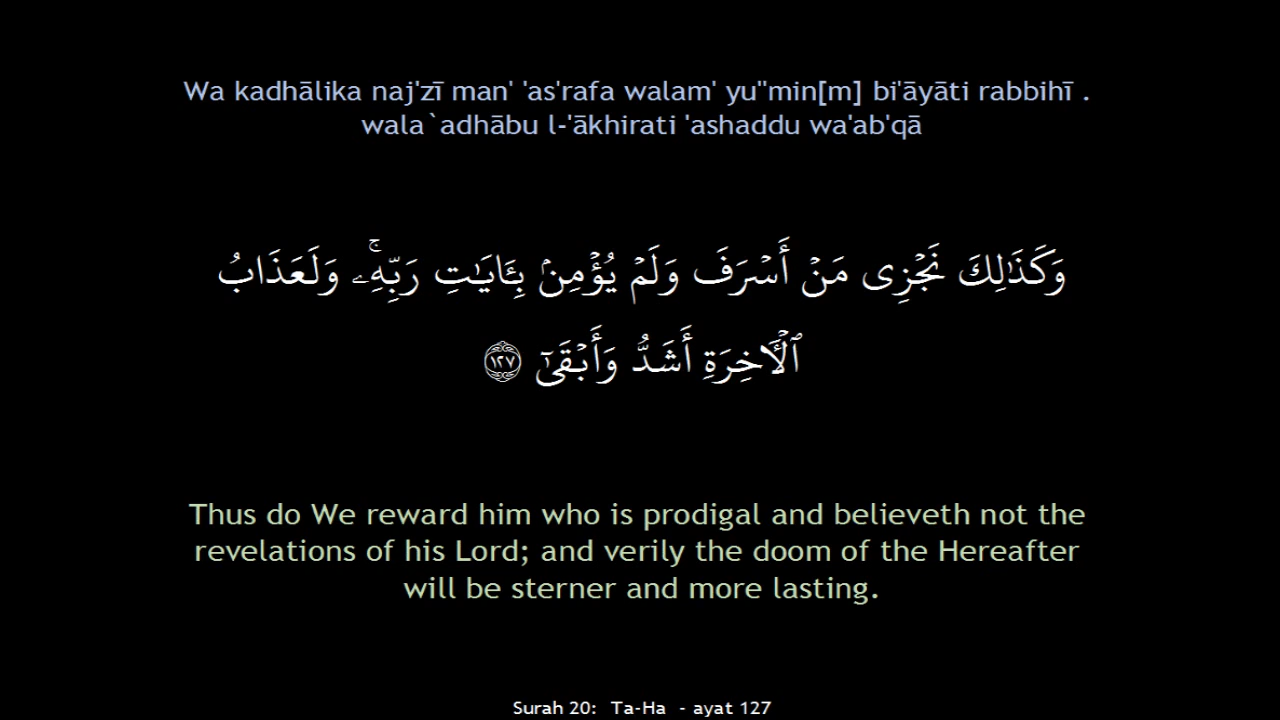 Wa kadhālika naj'zī man' 'as'rafa walam' yu''min[m] bi'āyāti rabbihī .
wala`adhābu l-'ākhirati 'ashaddu wa'ab'qā
وَكَذَٰلِكَ نَجْزِى مَنْ أَسْرَفَ وَلَمْ يُؤْمِنۢ بِـَٔايَـٰتِ رَبِّهِۦ ۚ وَلَعَذَابُ
ٱلْـَٔاخِرَةِ أَشَدُّ وَأَبْقَىٰٓ ١٢٧
Thus do We reward him who is prodigal and believeth not the
revelations of his Lord; and verily the doom of the Hereafter
will be sterner and more lasting.
Surah 20: Ta-Ha - ayat 127